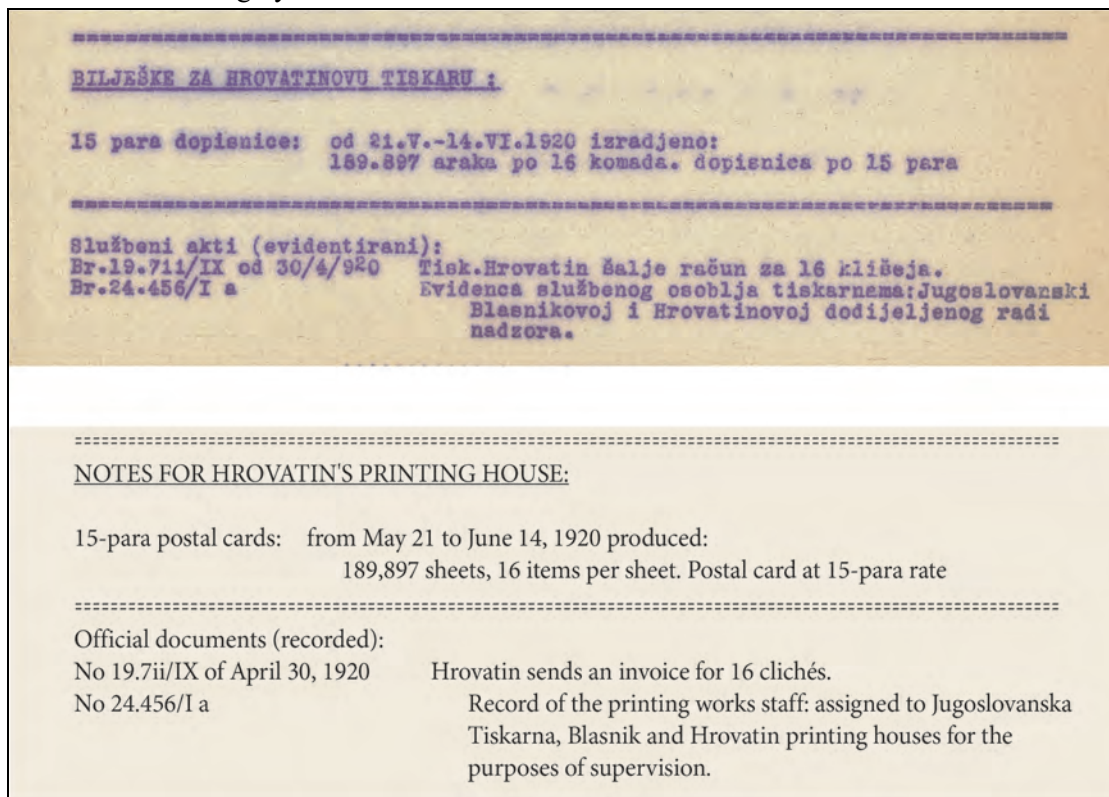 BILJEŠKE ZA HROVATINOVU TISKARU :
15 para dopisnice: od 21.V.-14.VI.1920 izradjeno:
189.897 araka po 16 komada. dopisnica po 15 para
Službeni akti (evidentirani):
Br.19.711/IX od 30/4/920 Tisk.Hrovatin šalje račun za 16 klišeja.
Br.24.456/I a Evidenca službenog osoblja tiskarnema:Jugoslovanski
Blasnikovoj i Hrovatinovoj dodijeljenog radi
nadzora.
NOTES FOR HROVATIN'S PRINTING HOUSE:
15-para postal cards: from May 21 to June 14, 1920 produced:
189,897 sheets, 16 items per sheet. Postal card at 15-para rate
Official documents (recorded):
No 19.7ii/IX of April 30, 1920 Hrovatin sends an invoice for 16 clichés.
No 24.456/I a Record of the printing works staff: assigned to Jugoslovanska
Tiskarna, Blasnik and Hrovatin printing houses for the
purposes of supervision.